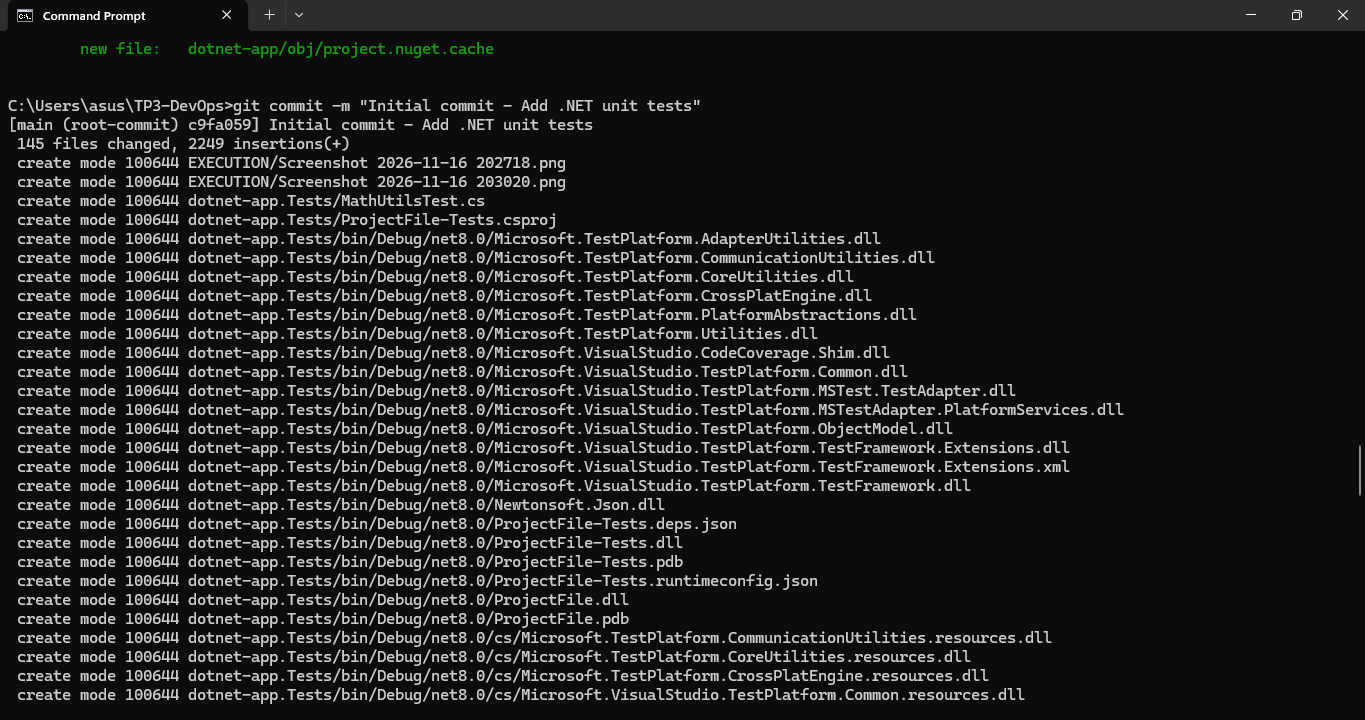 Command Prompt
new file:   dotnet-app/obj/project.nuget.cache
C:\Users\asus\TP3-DevOps>git commit -m "Initial commit - Add .NET unit tests"
[main (root-commit) c9fa059] Initial commit - Add .NET unit tests
 145 files changed, 2249 insertions(+)
 create mode 100644 EXECUTION/Screenshot 2026-11-16 202718.png
 create mode 100644 EXECUTION/Screenshot 2026-11-16 203020.png
 create mode 100644 dotnet-app.Tests/MathUtilsTest.cs
 create mode 100644 dotnet-app.Tests/ProjectFile-Tests.csproj
 create mode 100644 dotnet-app.Tests/bin/Debug/net8.0/Microsoft.TestPlatform.AdapterUtilities.dll
 create mode 100644 dotnet-app.Tests/bin/Debug/net8.0/Microsoft.TestPlatform.CommunicationUtilities.dll
 create mode 100644 dotnet-app.Tests/bin/Debug/net8.0/Microsoft.TestPlatform.CoreUtilities.dll
 create mode 100644 dotnet-app.Tests/bin/Debug/net8.0/Microsoft.TestPlatform.CrossPlatEngine.dll
 create mode 100644 dotnet-app.Tests/bin/Debug/net8.0/Microsoft.TestPlatform.PlatformAbstractions.dll
 create mode 100644 dotnet-app.Tests/bin/Debug/net8.0/Microsoft.TestPlatform.Utilities.dll
 create mode 100644 dotnet-app.Tests/bin/Debug/net8.0/Microsoft.VisualStudio.CodeCoverage.Shim.dll
 create mode 100644 dotnet-app.Tests/bin/Debug/net8.0/Microsoft.VisualStudio.TestPlatform.Common.dll
 create mode 100644 dotnet-app.Tests/bin/Debug/net8.0/Microsoft.VisualStudio.TestPlatform.MSTest.TestAdapter.dll
 create mode 100644 dotnet-app.Tests/bin/Debug/net8.0/Microsoft.VisualStudio.TestPlatform.MSTestAdapter.PlatformServices.dll
 create mode 100644 dotnet-app.Tests/bin/Debug/net8.0/Microsoft.VisualStudio.TestPlatform.ObjectModel.dll
 create mode 100644 dotnet-app.Tests/bin/Debug/net8.0/Microsoft.VisualStudio.TestPlatform.TestFramework.Extensions.dll
 create mode 100644 dotnet-app.Tests/bin/Debug/net8.0/Microsoft.VisualStudio.TestPlatform.TestFramework.Extensions.xml
 create mode 100644 dotnet-app.Tests/bin/Debug/net8.0/Microsoft.VisualStudio.TestPlatform.TestFramework.dll
 create mode 100644 dotnet-app.Tests/bin/Debug/net8.0/Newtonsoft.Json.dll
 create mode 100644 dotnet-app.Tests/bin/Debug/net8.0/ProjectFile-Tests.deps.json
 create mode 100644 dotnet-app.Tests/bin/Debug/net8.0/ProjectFile-Tests.dll
 create mode 100644 dotnet-app.Tests/bin/Debug/net8.0/ProjectFile-Tests.pdb
 create mode 100644 dotnet-app.Tests/bin/Debug/net8.0/ProjectFile-Tests.runtimeconfig.json
 create mode 100644 dotnet-app.Tests/bin/Debug/net8.0/ProjectFile.dll
 create mode 100644 dotnet-app.Tests/bin/Debug/net8.0/ProjectFile.pdb
 create mode 100644 dotnet-app.Tests/bin/Debug/net8.0/cs/Microsoft.TestPlatform.CommunicationUtilities.resources.dll
 create mode 100644 dotnet-app.Tests/bin/Debug/net8.0/cs/Microsoft.TestPlatform.CoreUtilities.resources.dll
 create mode 100644 dotnet-app.Tests/bin/Debug/net8.0/cs/Microsoft.TestPlatform.CrossPlatEngine.resources.dll
 create mode 100644 dotnet-app.Tests/bin/Debug/net8.0/cs/Microsoft.VisualStudio.TestPlatform.Common.resources.dll